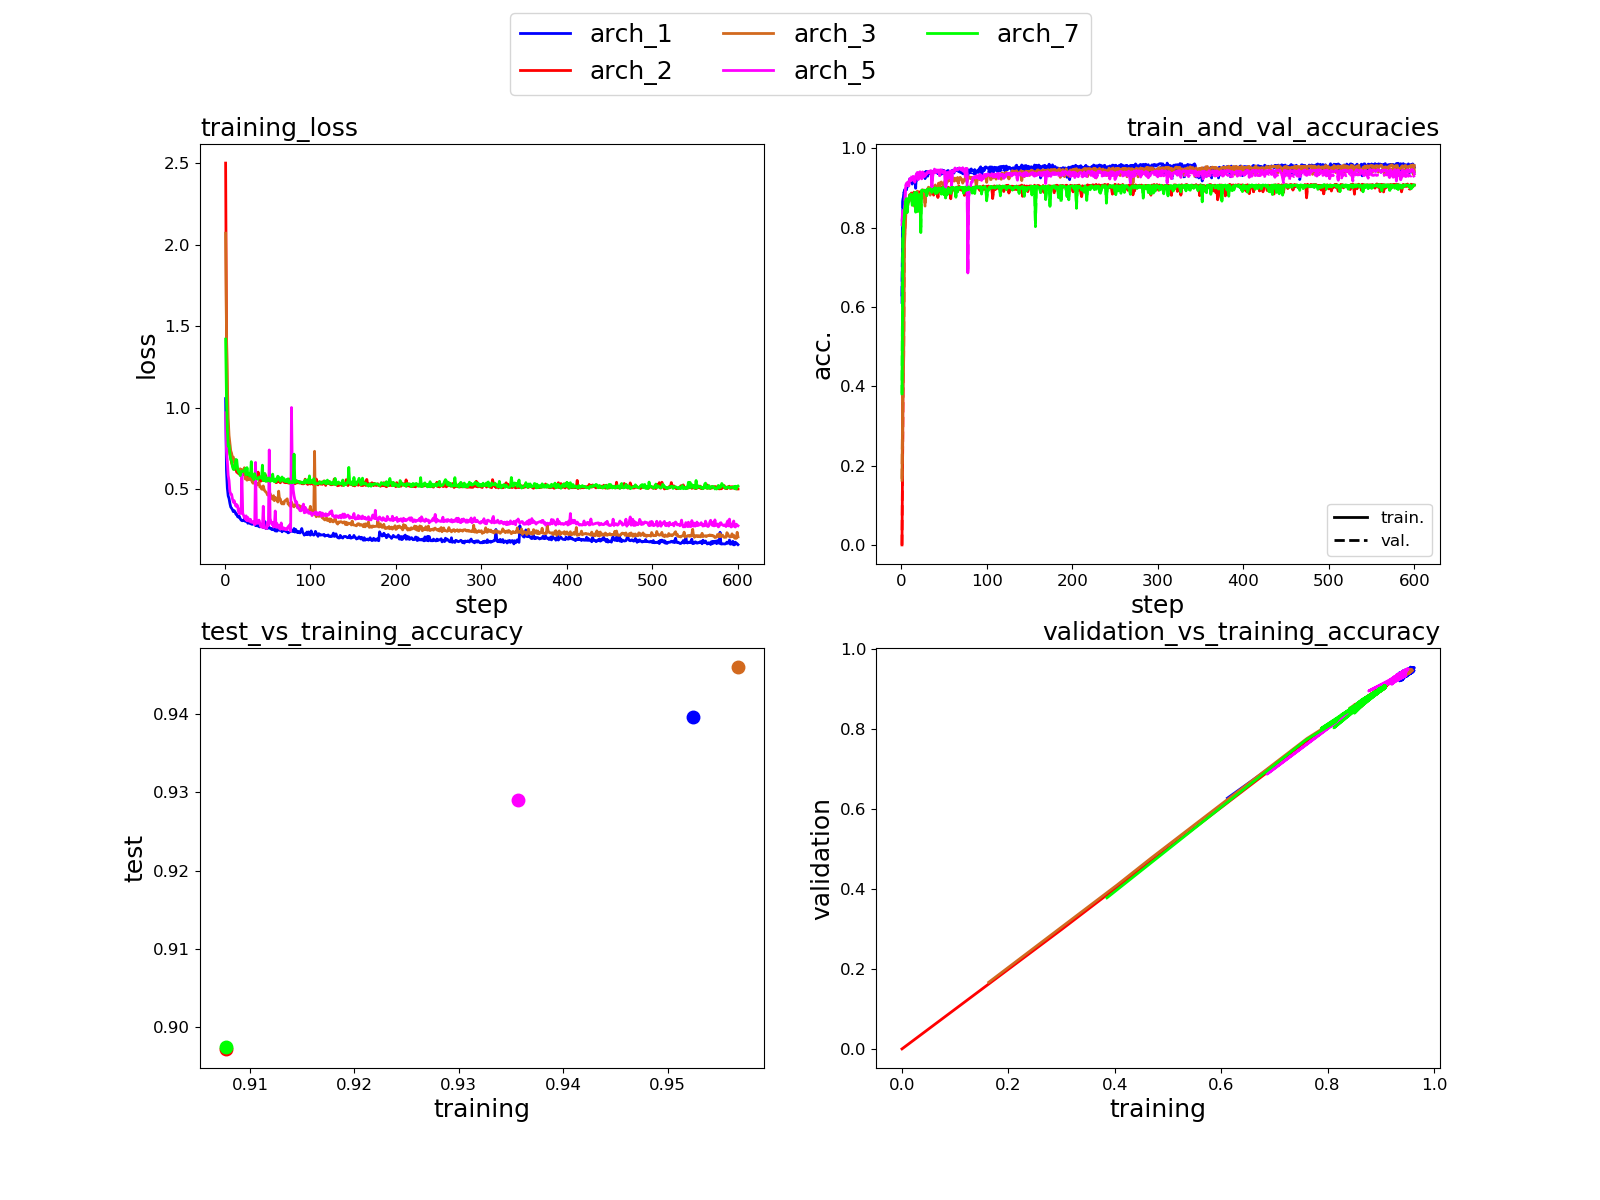 arch_1 arch_3 arch_7
arch_2 arch_5
training_loss
2.5
2.0
1.5
1.0
0.5
loss
0 100 200 300 400 500 600
step
train_and_val_accuracies
1.0
0.8
0.6
0.4
0.2
0.0
acc.
train.
val.
0 100 200 300 400 500 600
step
test_vs_training_accuracy
0.94
0.93
0.92
0.91
0.90
test
0.91 0.92 0.93 0.94 0.95
training
validation_vs_training_accuracy
1.0
0.8
0.6
0.4
0.2
0.0
validation
0.0 0.2 0.4 0.6 0.8 1.0
training